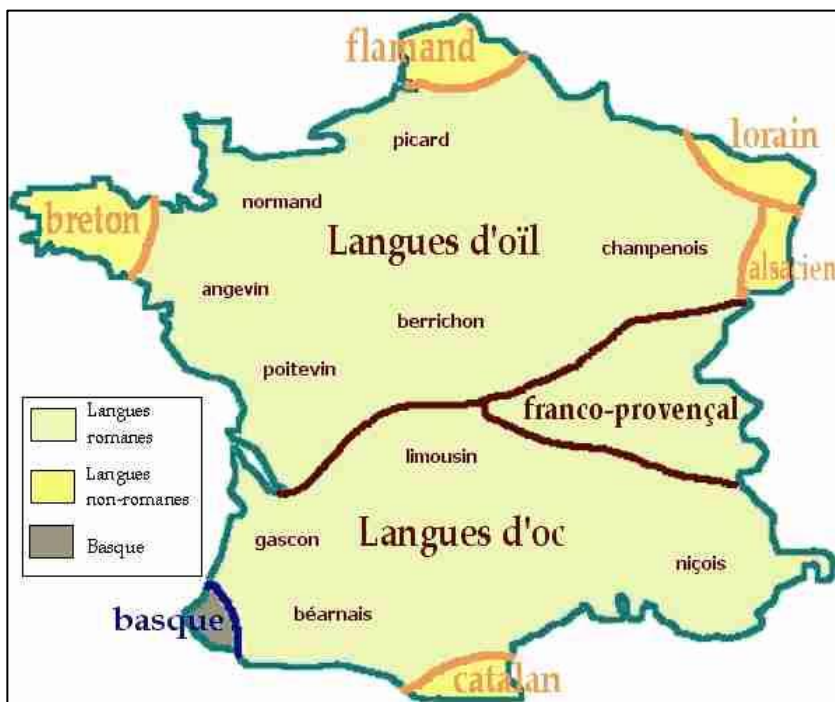 flamand
picard
lorain
normand
breton
Langues d'oïl
champenois
alsacien
angevin
berrichon
poitevin
franco-provençal
Langues
romanes
Langues
non-romanes
Basque
limousin
gascon
Langues d'oc
niçois
basque
béarnais
catalan